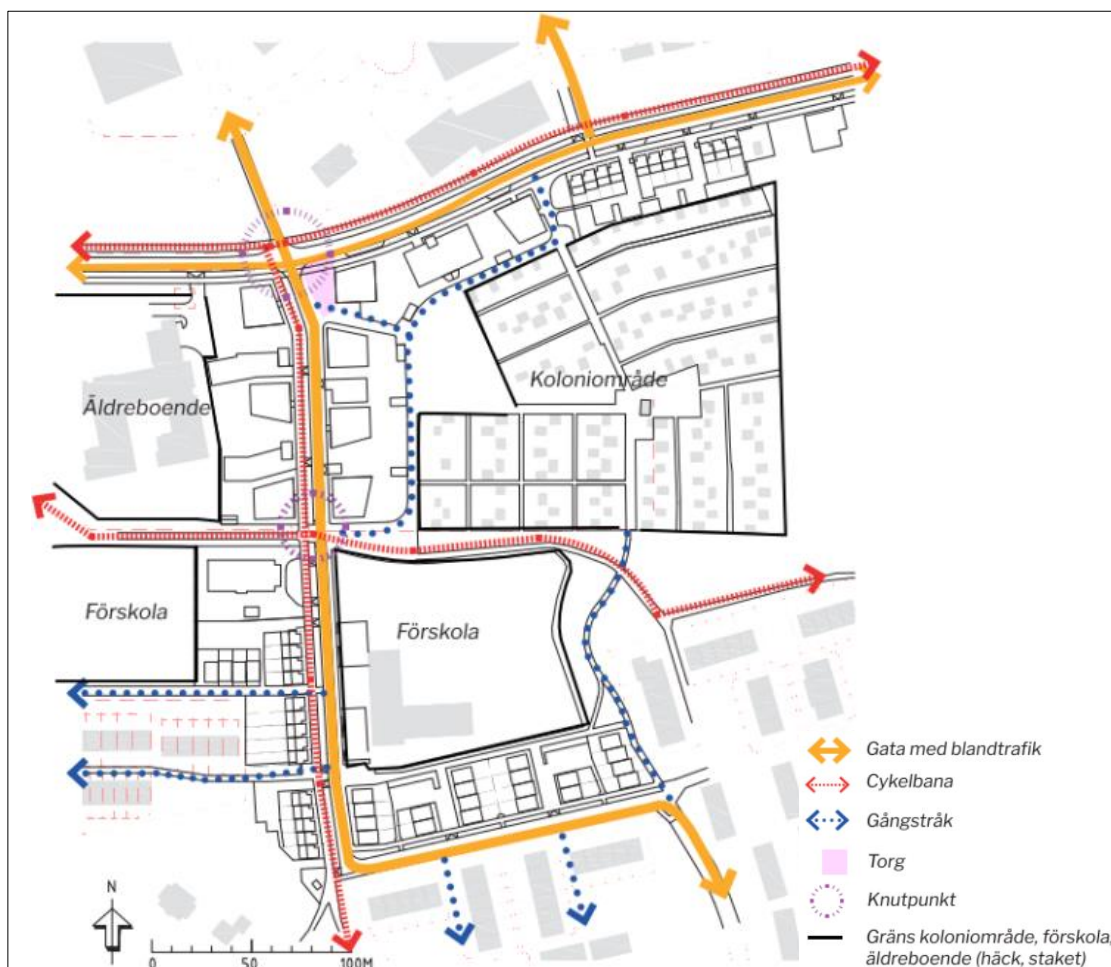 Äldreboende
Koloniområde
Förskola
Förskola
Gata med blandtrafik
Cykelbana
Gångstråk
Torg
Knutpunkt
Gräns koloniområde, förskola,
äldreboende (häck, staket)
N
0 50 100M